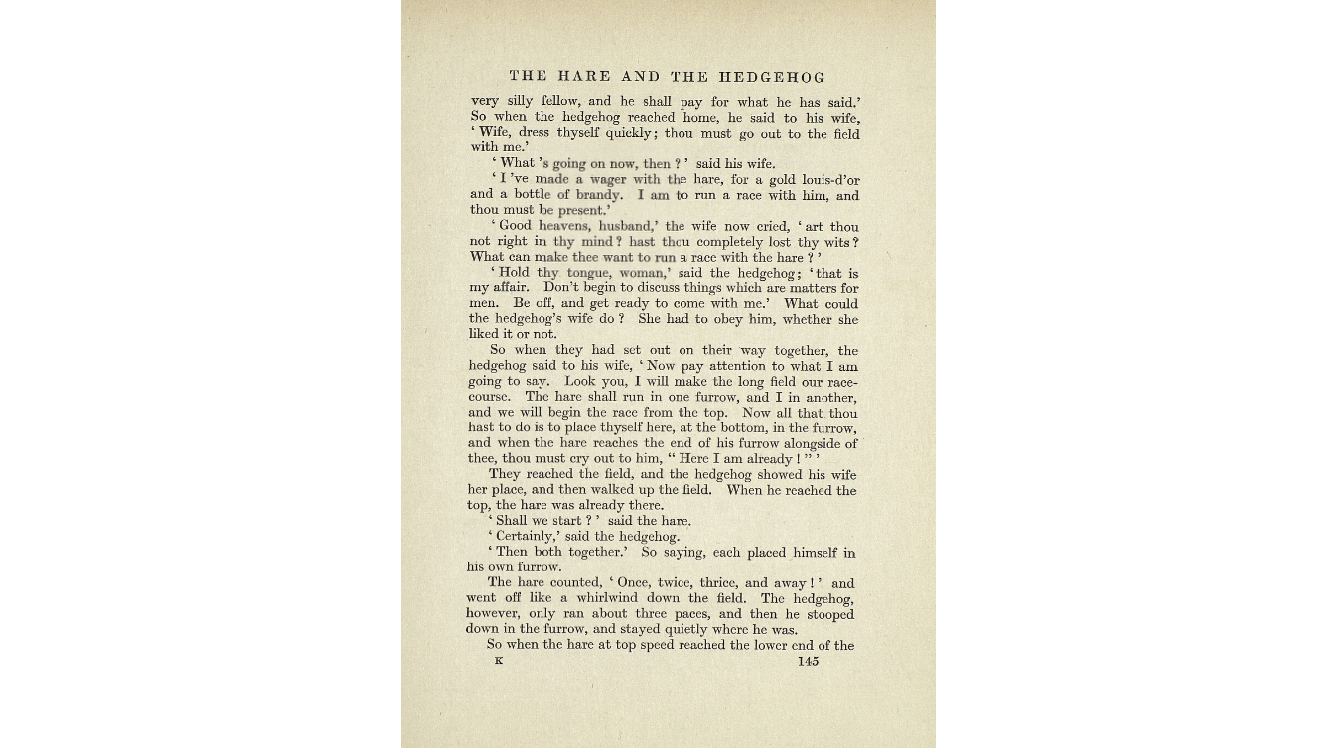 THE HARE AND THE HEDGEHOG
very silly fellow, and he shall pay for what he has said.’
So when the hedgehog reached home, he said to his wife,
‘ Wife, dress thyself quickly; thou must go out to the field
with me.’
‘ What ’s going on now, then ? ’ said his wife.
‘ I ’ve made a wager with the hare, for a gold louis-d’or
and a bottle of brandy. I am to run a race with him, and
thou must be present.’
‘ Good heavens, husband,’ the wife now cried, ‘ art thou
not right in thy mind ? hast thou completely lost thy wits ?
What can make thee want to run a race with the hare ? ’
‘ Hold thy tongue, woman,’ said the hedgehog; ‘ that is
my affair. Don’t begin to discuss things which are matters for
men. Be off, and get ready to come with me.’ What could
the hedgehog’s wife do ? She had to obey him, whether she
liked it or not.
So when they had set out on their way together, the
hedgehog said to his wife, ‘ Now pay attention to what I am
going to say. Look you, I will make the long field our race-
course. The hare shall run in one furrow, and I in another,
and we will begin the race from the top. Now all that thou
hast to do is to place thyself here, at the bottom, in the furrow,
and when the hare reaches the end of his furrow alongside of
thee, thou must cry out to him, “ Here I am already ! ” ’
They reached the field, and the hedgehog showed his wife
her place, and then walked up the field. When he reached the
top, the hare was already there.
‘ Shall we start ? ’ said the hare.
‘ Certainly,’ said the hedgehog.
‘ Then both together.’ So saying, each placed himself in
his own furrow.
The hare counted, ‘ Once, twice, thrice, and away ! ’ and
went off like a whirlwind down the field. The hedgehog,
however, only ran about three paces, and then he stooped
down in the furrow, and stayed quietly where he was.
So when the hare at top speed reached the lower end of the
K 145